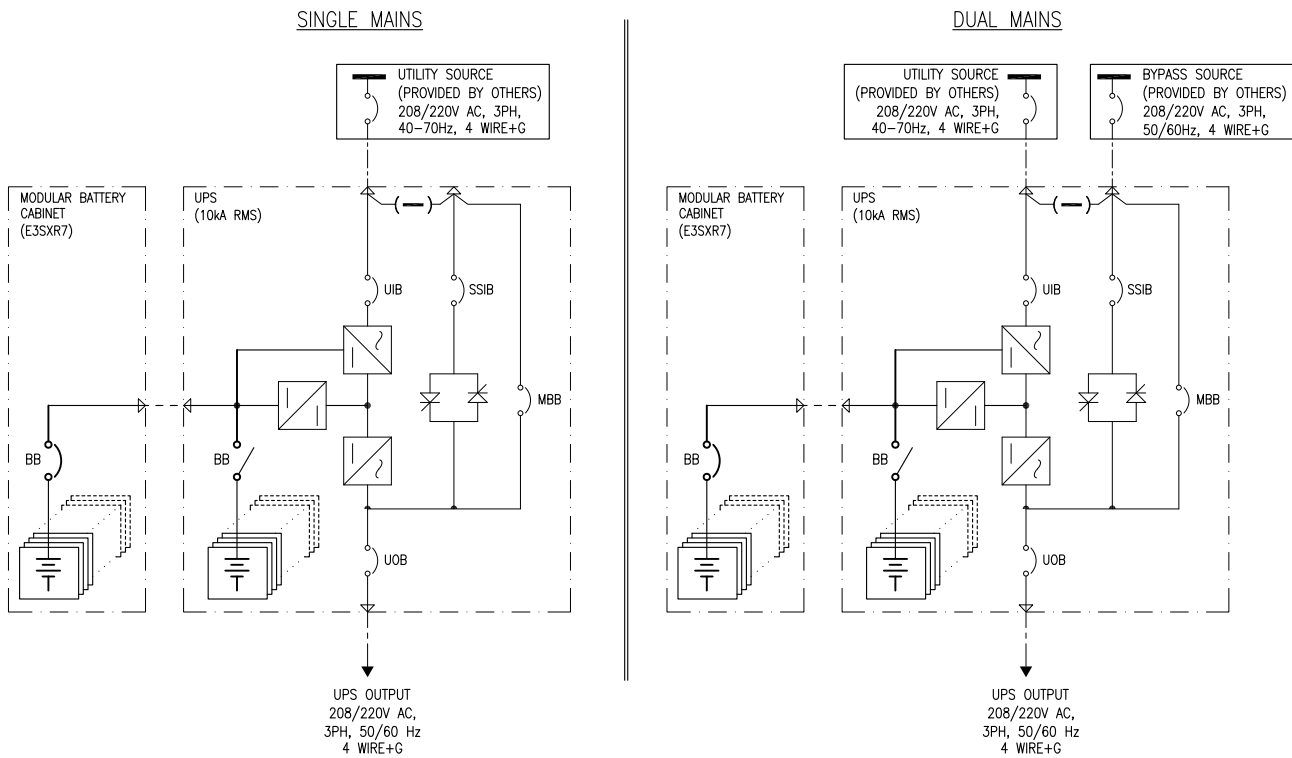 SINGLE MAINS
UTILITY SOURCE
(PROVIDED BY OTHERS)
208/220V AC, 3PH,
40-70Hz, 4 WIRE+G
MODULAR BATTERY
CABINET
(E3SXR7)
UPS
(10kA RMS)
UIB
SSIB
MBB
BB
BB
UOB
UPS OUTPUT
208/220V AC,
3PH, 50/60 Hz
4 WIRE+G
DUAL MAINS
UTILITY SOURCE
(PROVIDED BY OTHERS)
208/220V AC, 3PH,
40-70Hz, 4 WIRE+G
BYPASS SOURCE
(PROVIDED BY OTHERS)
208/220V AC, 3PH,
50/60Hz, 4 WIRE+G
MODULAR BATTERY
CABINET
(E3SXR7)
UPS
(10kA RMS)
UIB
SSIB
MBB
BB
BB
UOB
UPS OUTPUT
208/220V AC,
3PH, 50/60 Hz
4 WIRE+G